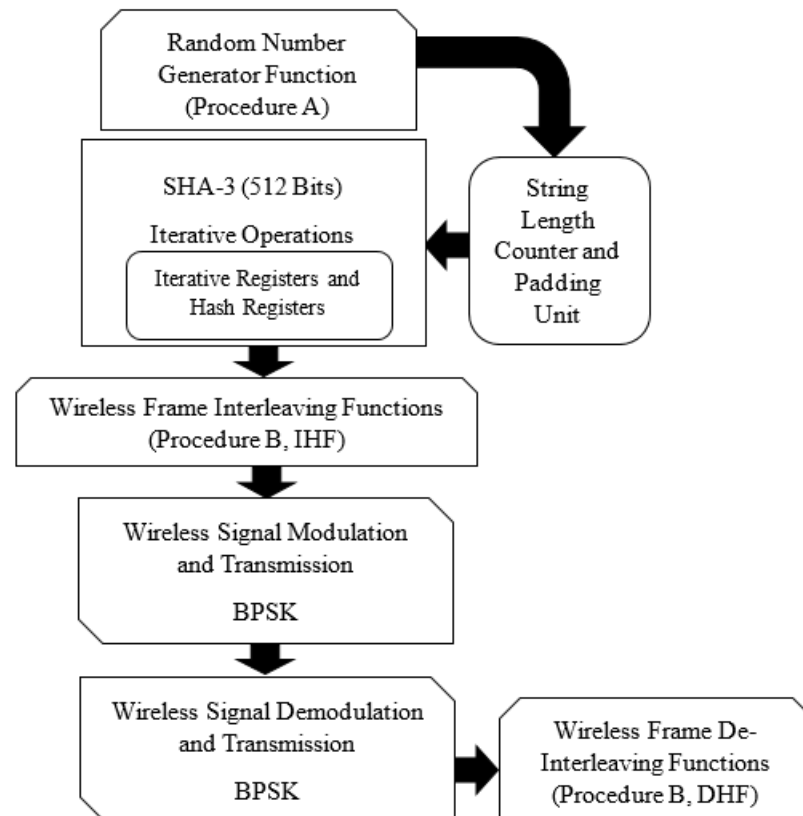 Random Number
Generator Function
(Procedure A)
String
Length
Counter and
Padding
Unit
SHA-3 (512 Bits)
Iterative Operations
Iterative Registers and
Hash Registers
Wireless Frame Interleaving Functions
(Procedure B, IHF)
Wireless Signal Modulation
and Transmission
BPSK
Wireless Signal Demodulation
and Transmission
BPSK
Wireless Frame De-
Interleaving Functions
(Procedure B, DHF)